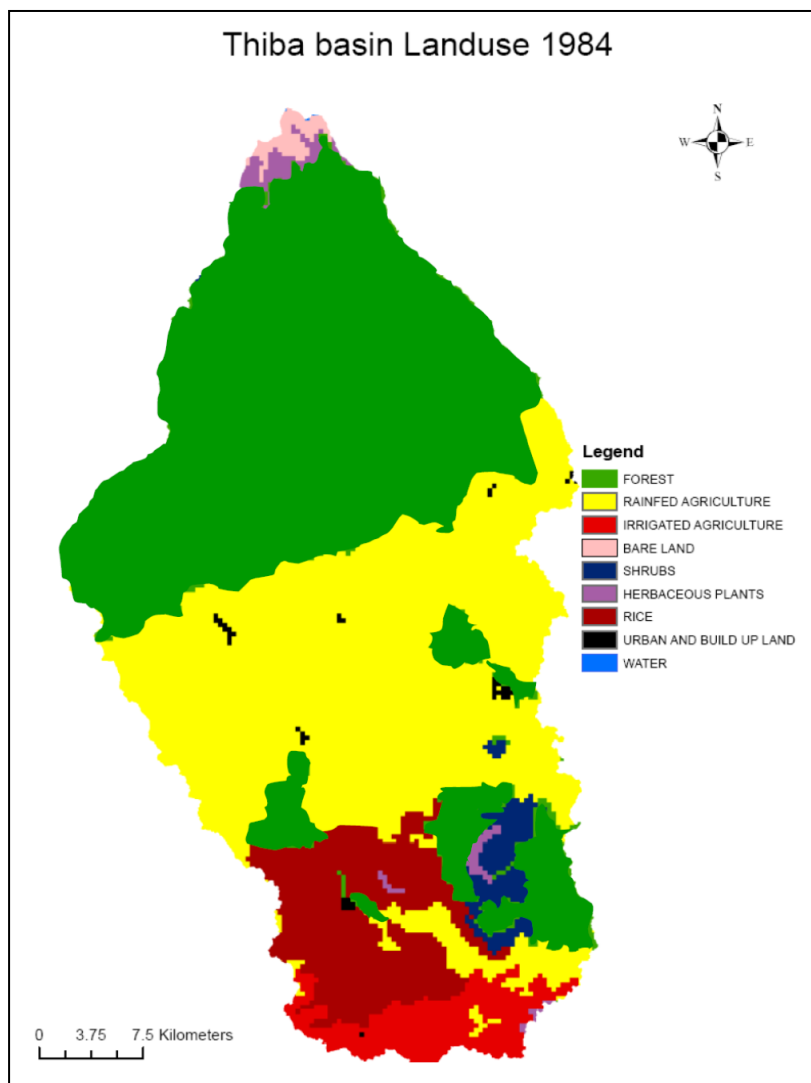 Thiba basin Landuse 1984
N
W E
S
Legend
FOREST
RAINFED AGRICULTURE
IRRIGATED AGRICULTURE
BARE LAND
SHRUBS
HERBACEOUS PLANTS
RICE
URBAN AND BUILD UP LAND
WATER
0 3.75 7.5 Kilometers